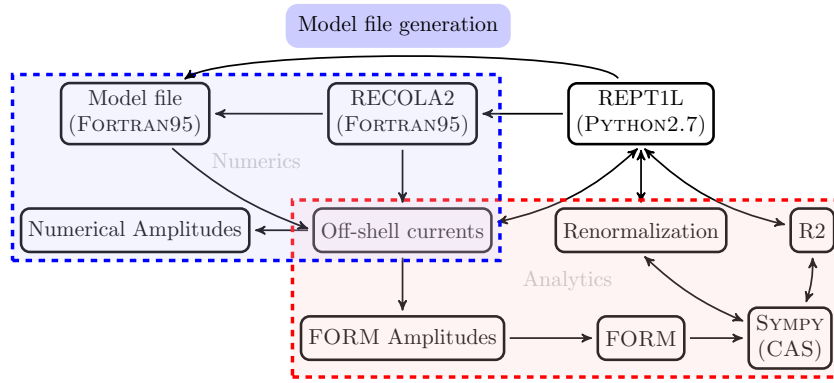 Model file generation
Model file
(FORTRAN95)
RECOLA2
(FORTRAN95)
REPT1L
(PYTHON2.7)
Numerics
Numerical Amplitudes
Off-shell currents
Renormalization
R2
Analytics
FORM Amplitudes
FORM
SYMPY
(CAS)